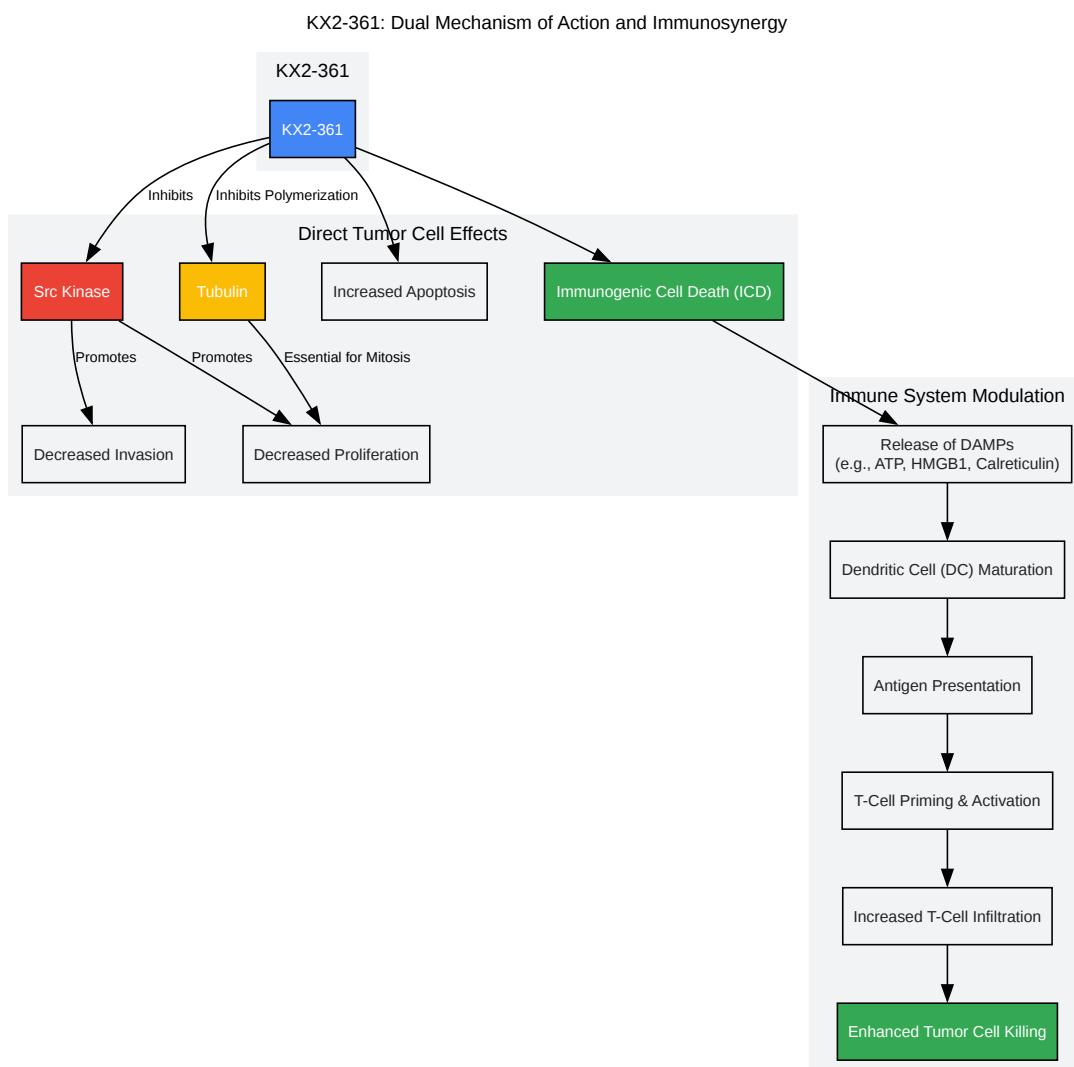 KX2-361: Dual Mechanism of Action and Immunosynergy
KX2-361
KX2-361
Inhibits
Inhibits Polymerization
Direct Tumor Cell Effects
Src Kinase
Tubulin
Increased Apoptosis
Immunogenic Cell Death (ICD)
Promotes
Promotes
Essential for Mitosis
Decreased Invasion
Decreased Proliferation
Immune System Modulation
Release of DAMPs
(e.g., ATP, HMGB1, Calreticulin)
Dendritic Cell (DC) Maturation
Antigen Presentation
T-Cell Priming & Activation
Increased T-Cell Infiltration
Enhanced Tumor Cell Killing